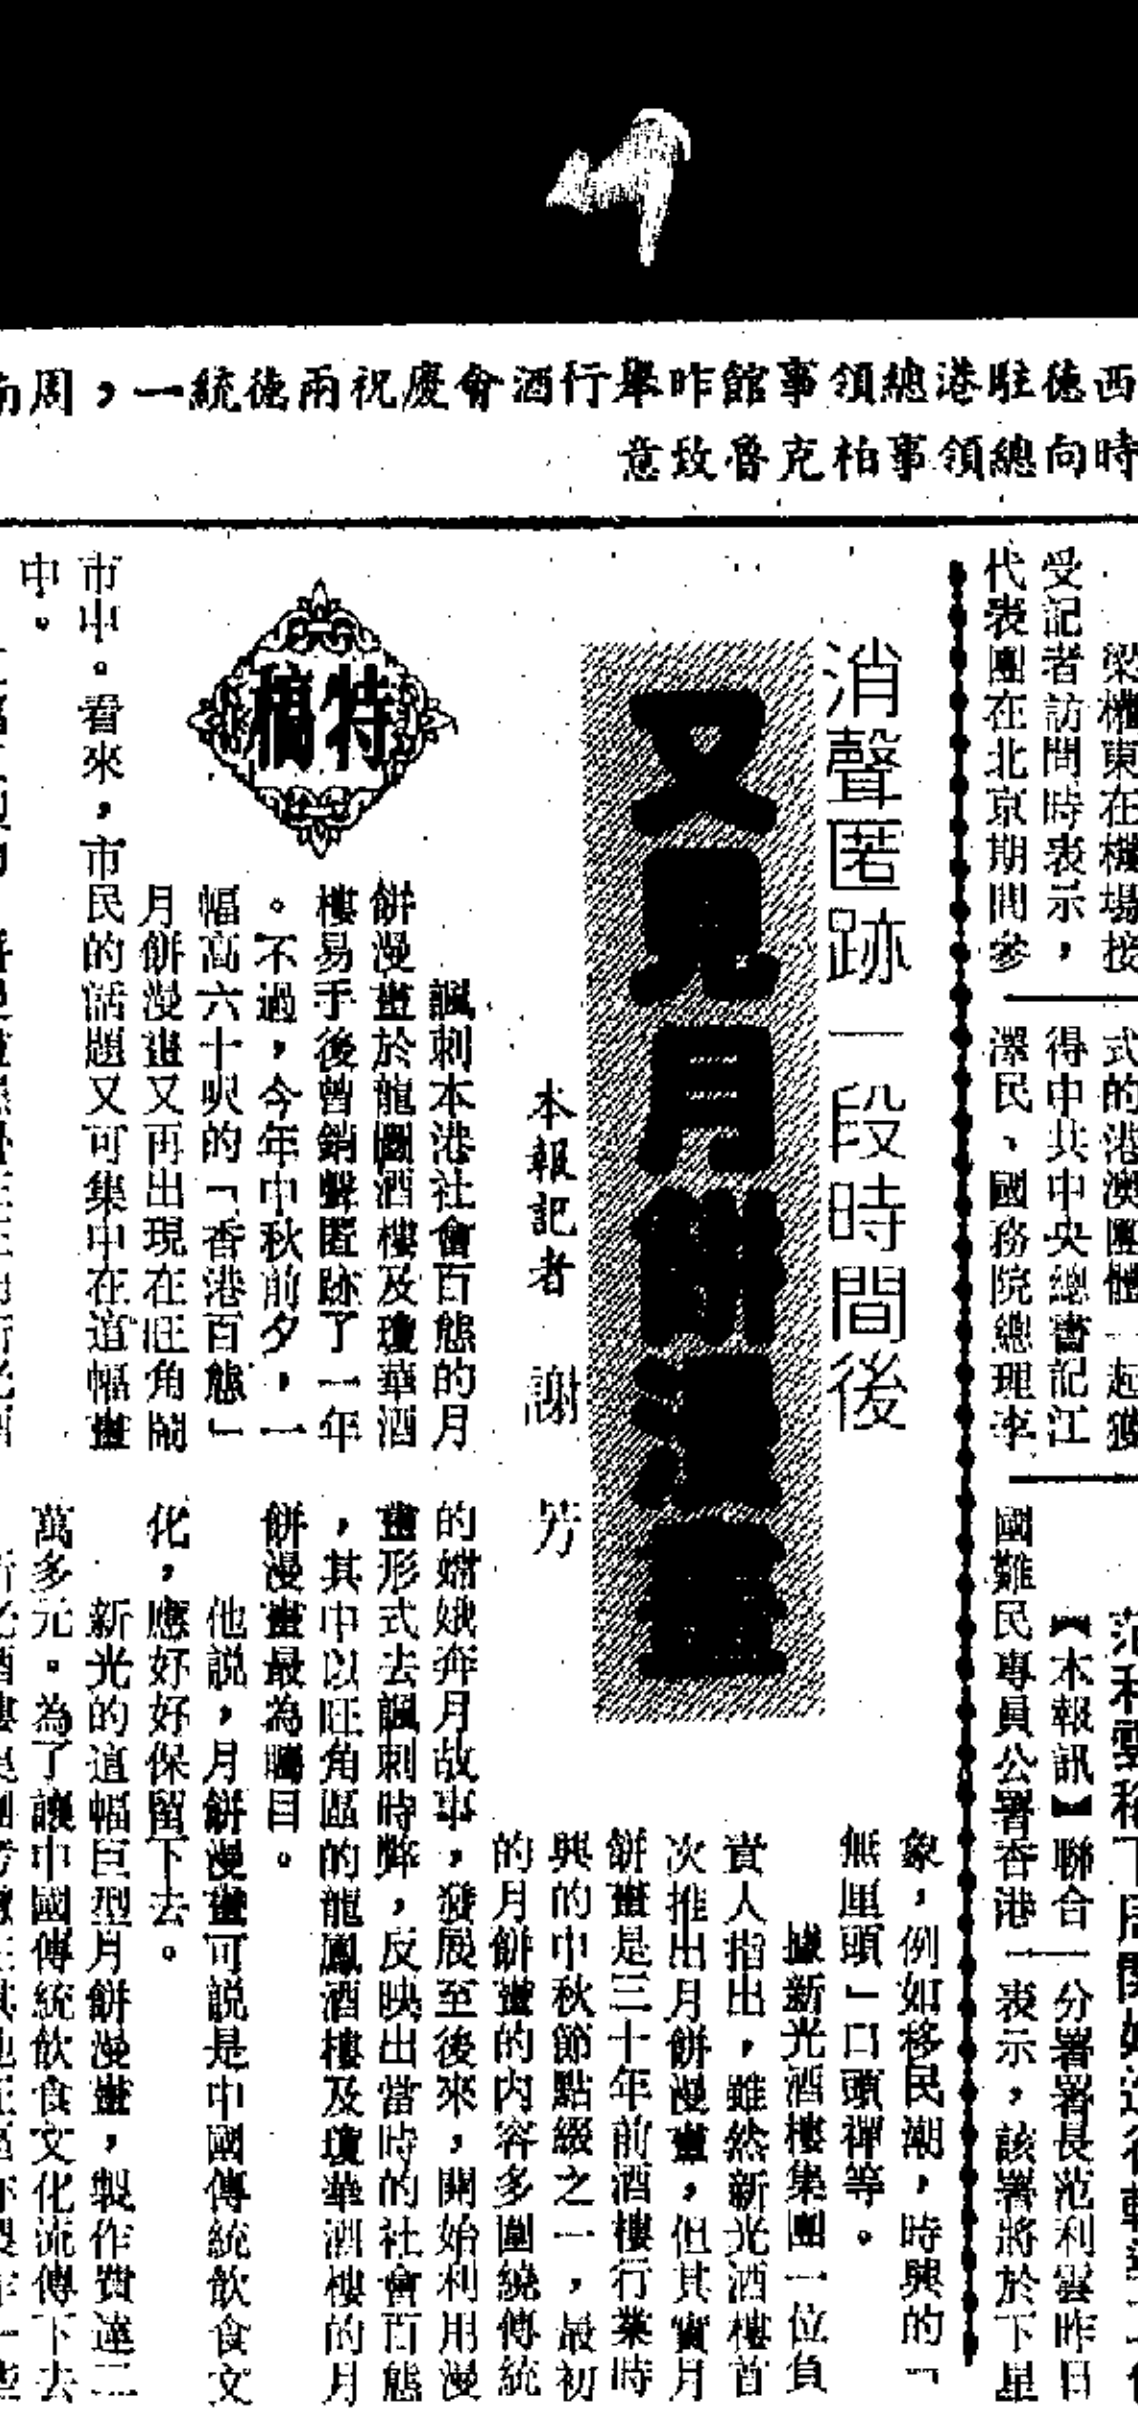 西德駐港總領事館昨舉行酒會慶祝兩德統一，周南
時向總領事柏克魯致意
梁權東在機場接
受記者訪問時表示，
代表團在北京期間參
式的港澳團體一起獲
得中共中央總書記江
澤民、國務院總理李
【本報訊】聯合
國難民專員公署香港
分署署長范利雲昨日
表示，該署將於下星
消聲匿跡一段時間後
又見月餅漫畫
本報記者 謝 芳
特稿
諷刺本港社會百態的月
餅漫畫於龍圖酒樓及瓊華酒
樓易手後曾銷聲匿跡了一年
。不過，今年中秋前夕，一
幅高六十呎的「香港百態」
月餅漫畫又再出現在旺角鬧
市中。看來，市民的話題又可集中在這幅畫
中。
象，例如移民潮，時興的「
無厘頭」口頭禪等。
據新光酒樓集團一位負
責人指出，雖然新光酒樓首
次推出月餅漫畫，但其實月
餅畫是三十年前酒樓行業時
興的中秋節點綴之一，最初
的月餅畫的內容多圍繞傳統
的嫦娥奔月故事，發展至後來，開始利用漫
畫形式去諷刺時弊，反映出當時的社會百態
，其中以旺角區的龍鳳酒樓及瓊華酒樓的月
餅漫畫最為矚目。
他説，月餅漫畫可説是中國傳統飲食文
化，應好好保留下去。
新光的這幅巨型月餅漫畫，製作費達二
萬多元。為了讓中國傳統飲食文化流傳下去